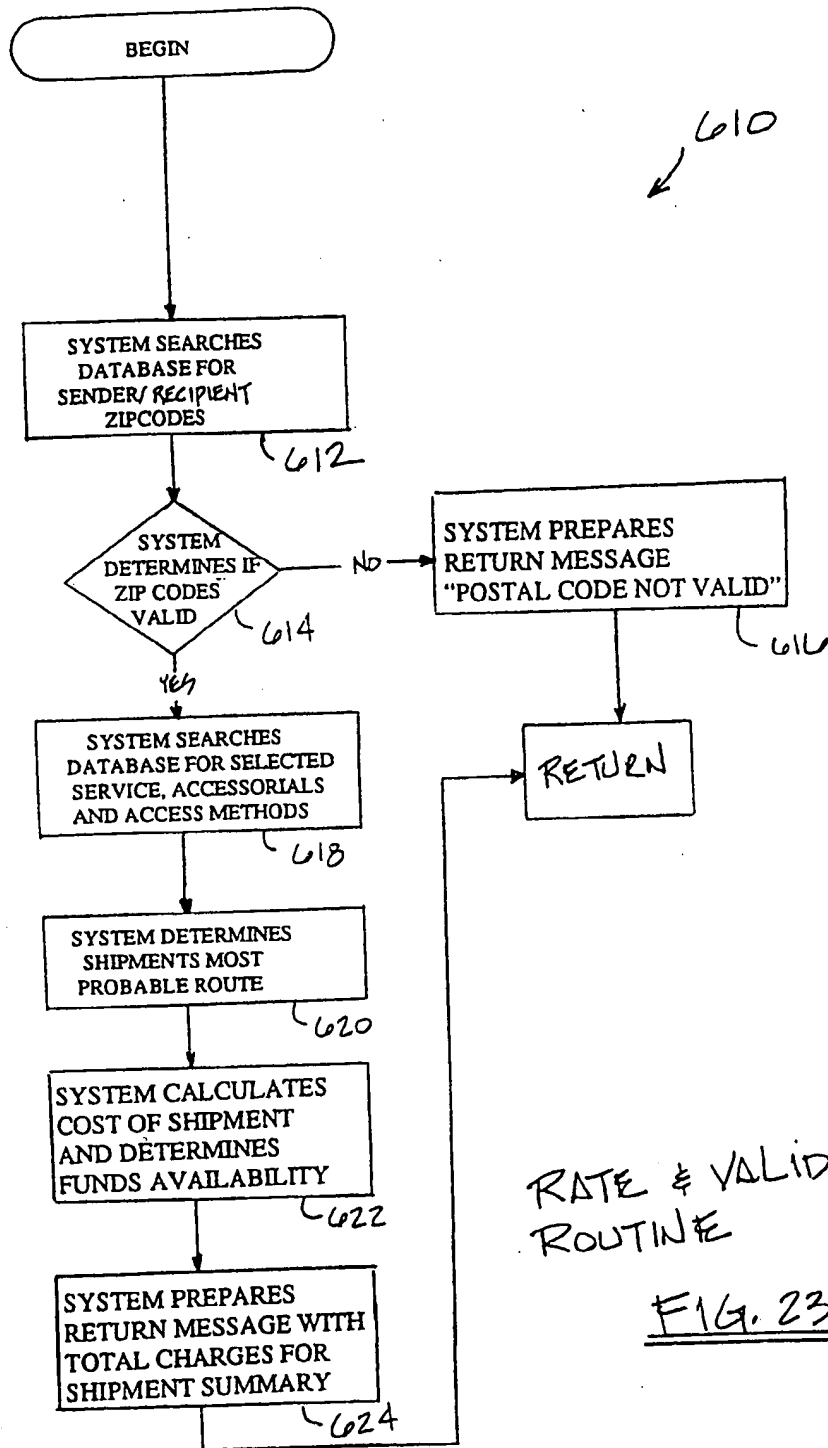 BEGIN
610
SYSTEM SEARCHES
DATABASE FOR
SENDER/ RECIPIENT
ZIPCODES
612
SYSTEM
DETERMINES IF
ZIP CODES
VALID
614
NO
SYSTEM PREPARES
RETURN MESSAGE
"POSTAL CODE NOT VALID"
616
YES
SYSTEM SEARCHES
DATABASE FOR SELECTED
SERVICE, ACCESSORIALS
AND ACCESS METHODS
618
RETURN
SYSTEM DETERMINES
SHIPMENTS MOST
PROBABLE ROUTE
620
SYSTEM CALCULATES
COST OF SHIPMENT
AND DETERMINES
FUNDS AVAILABILITY
622
RATE & VALID
ROUTINE
SYSTEM PREPARES
RETURN MESSAGE WITH
TOTAL CHARGES FOR
SHIPMENT SUMMARY
624
FIG. 23